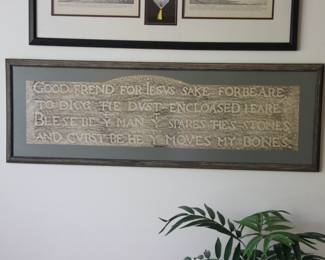 GOOD FREND FOR IESVS SAKE FORBEARE
TO DIGG THE DVST ENCLOASED HEARE
BLESE BE Y MAN Y SPARES THES STONES
AND CVRST BE HE Y MOVES MY BONES